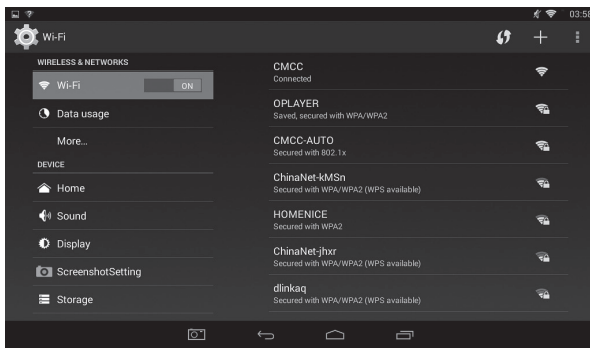 03:58
Wi-Fi
WIRELESS & NETWORKS
Wi-Fi ON
Data usage
More...
DEVICE
Home
Sound
Display
ScreenshotSetting
Storage
CMCC
Connected
OPLAYER
Saved, secured with WPA/WPA2
CMCC-AUTO
Secured with 802.1x
ChinaNet-kMSn
Secured with WPA/WPA2 (WPS available)
HOMENICE
Secured with WPA2
ChinaNet-jhxr
Secured with WPA/WPA2 (WPS available)
dlinkaq
Secured with WPA/WPA2 (WPS available)